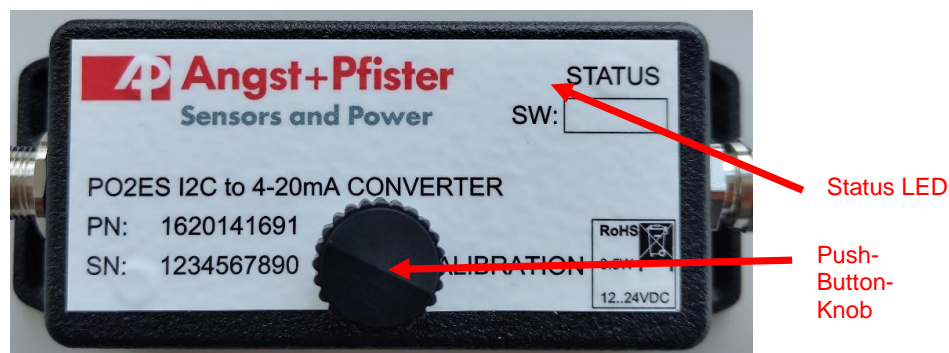 AP Angst+Pfister
Sensors and Power
STATUS
SW:
PO2ES I2C to 4-20mA CONVERTER
PN: 1620141691
SN: 1234567890
ALIBRATION
RoHS
12..24VDC
Status LED
Push-
Button-
Knob